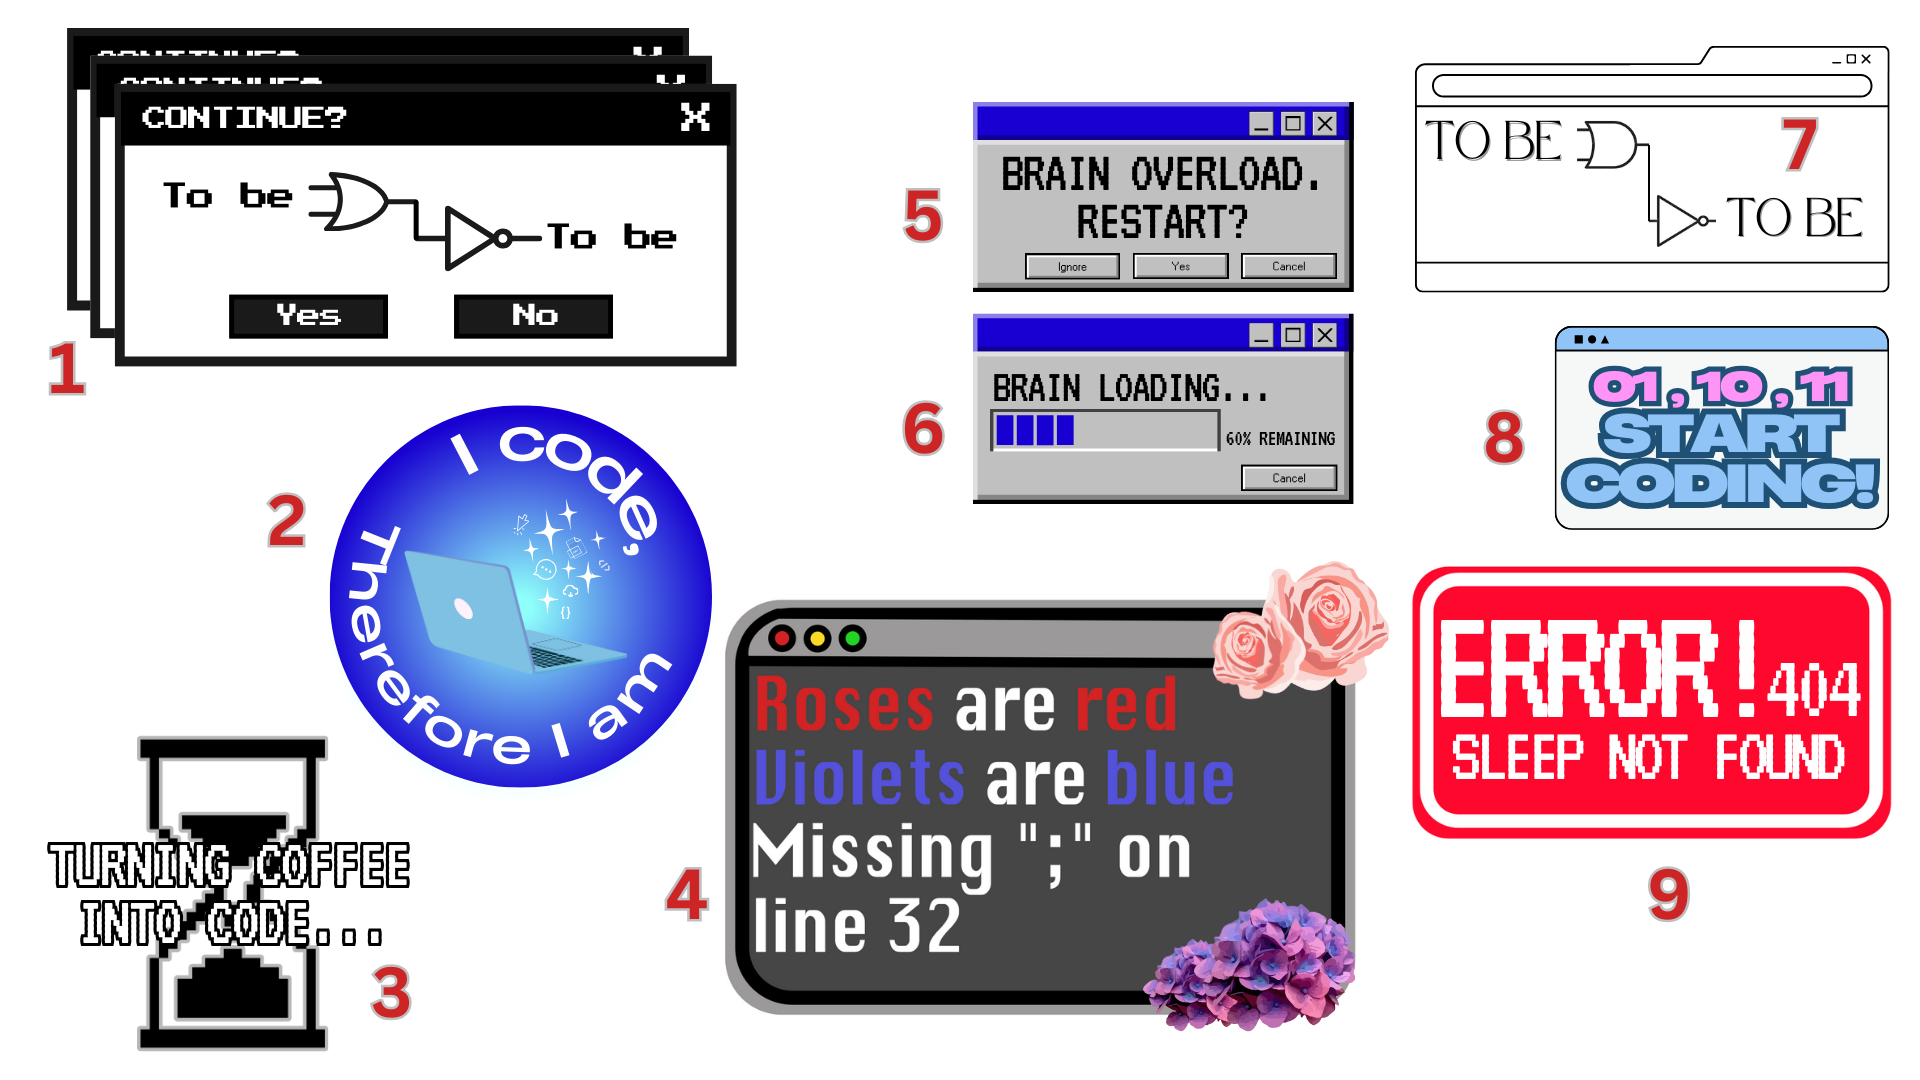 CONTINUE?
CONTINUE?
CONTINUE? X
To be
To be
Yes No
1
I code,
Therefore I am
2
TURNING COFFEE
INTO CODE...
3
Roses are red
Violets are blue
Missing ";" on
line 32
4
BRAIN OVERLOAD.
RESTART?
Ignore Yes Cancel
5
BRAIN LOADING...
60% REMAINING
Cancel
6
TO BE
TO BE
7
01, 10, 11
START
CODING!
8
ERROR! 404
SLEEP NOT FOUND
9